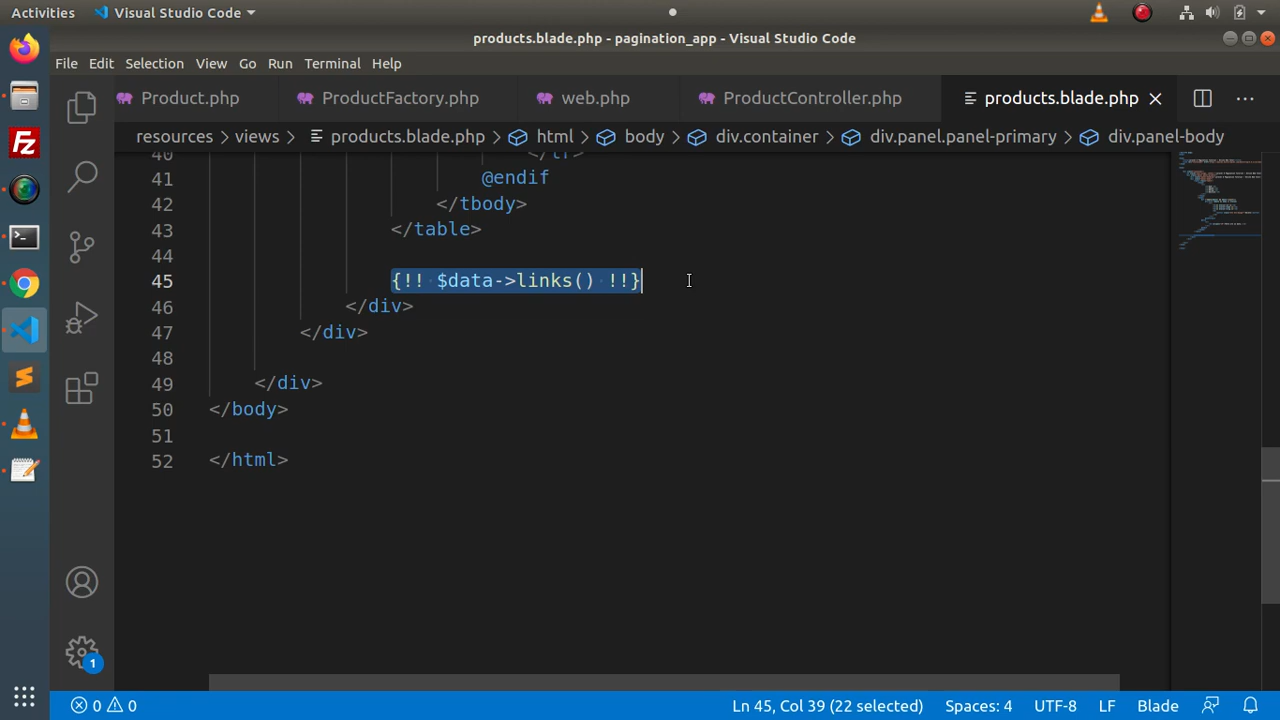 Activities Visual Studio Code
products.blade.php - pagination_app - Visual Studio Code
File Edit Selection View Go Run Terminal Help
Product.php ProductFactory.php web.php ProductController.php products.blade.php
resources > views > products.blade.php > html > body > div.container > div.panel.panel-primary > div.panel-body
40 </tr>
41 @endif
42 </tbody>
43 </table>
44
45 {!! $data->links() !!}
46 </div>
47 </div>
48
49 </div>
50 </body>
51
52 </html>
1
0 0 Ln 45, Col 39 (22 selected) Spaces: 4 UTF-8 LF Blade